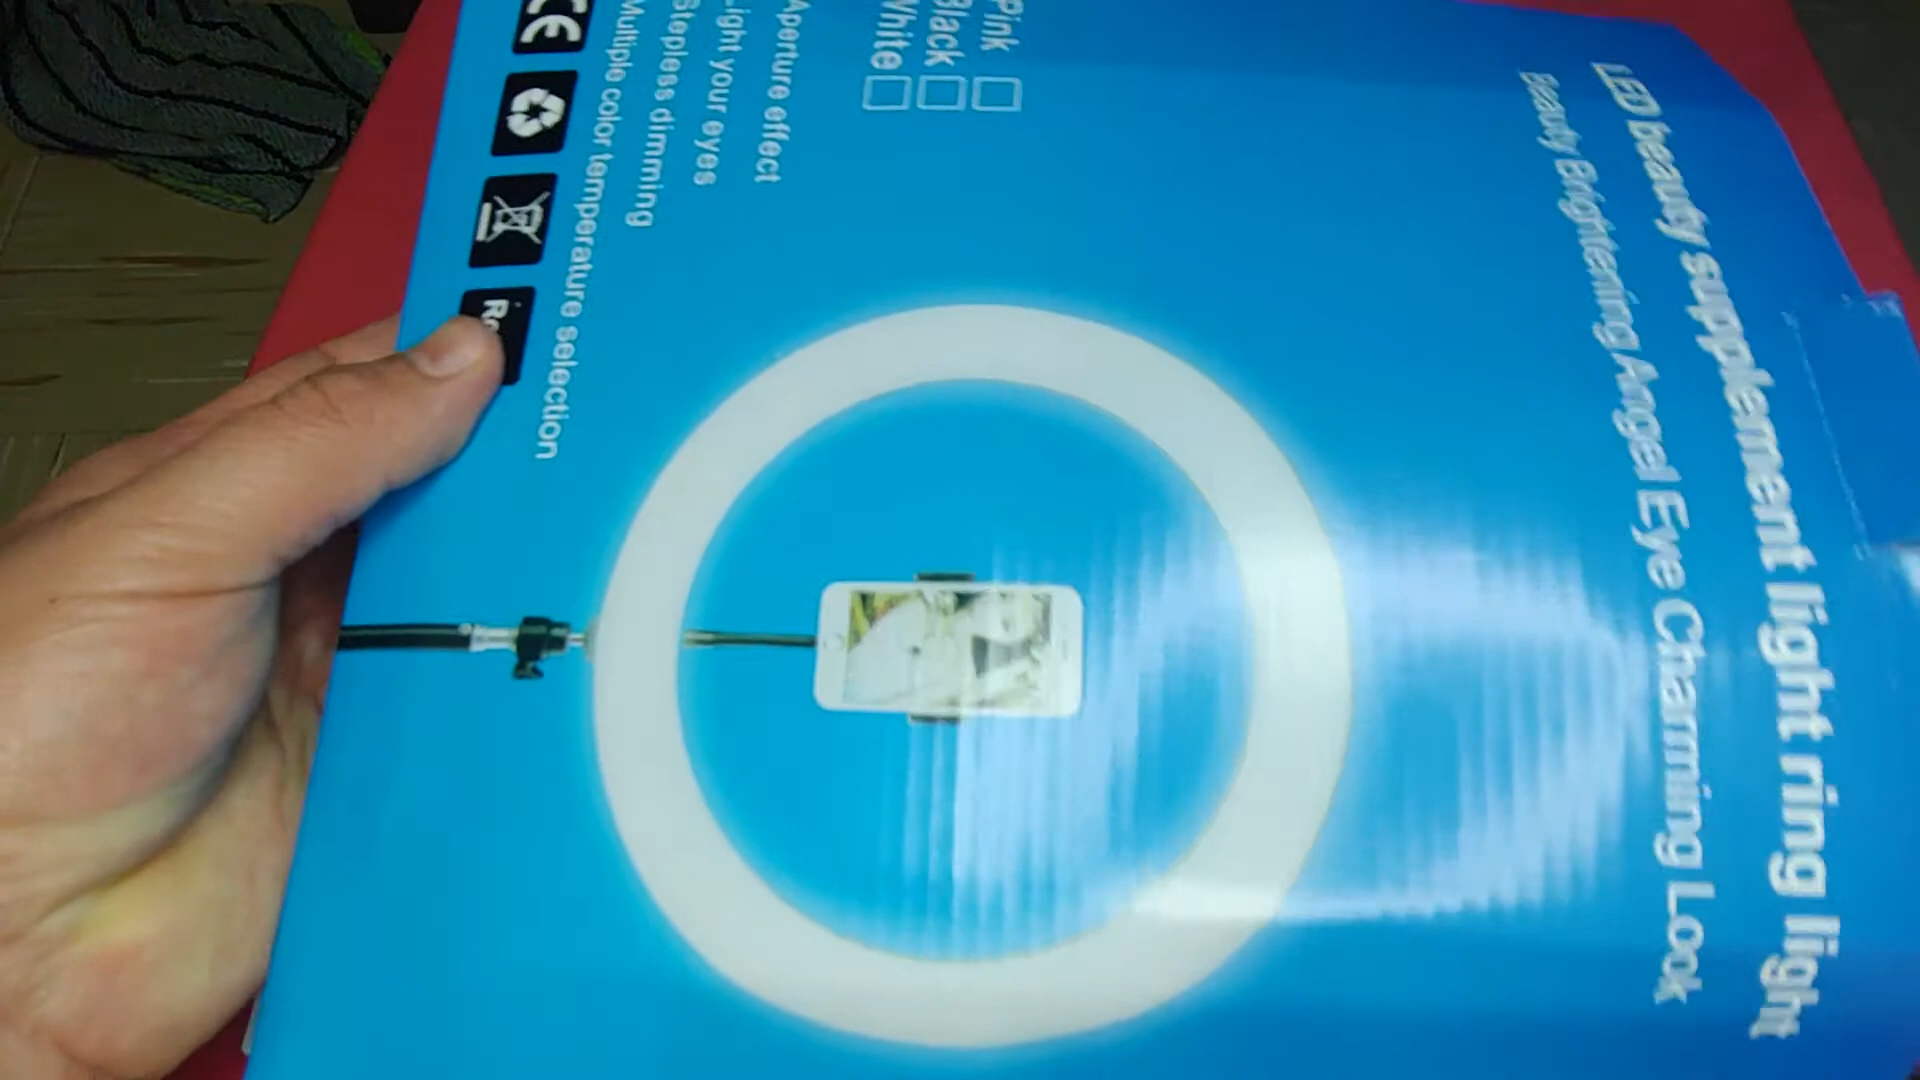 LED beauty supplement light ring light
Beauty Brightening Angel Eye Charming Look
Pink
Black
White
Aperture effect
Light your eyes
Stepless dimming
Multiple color temperature selection
CE